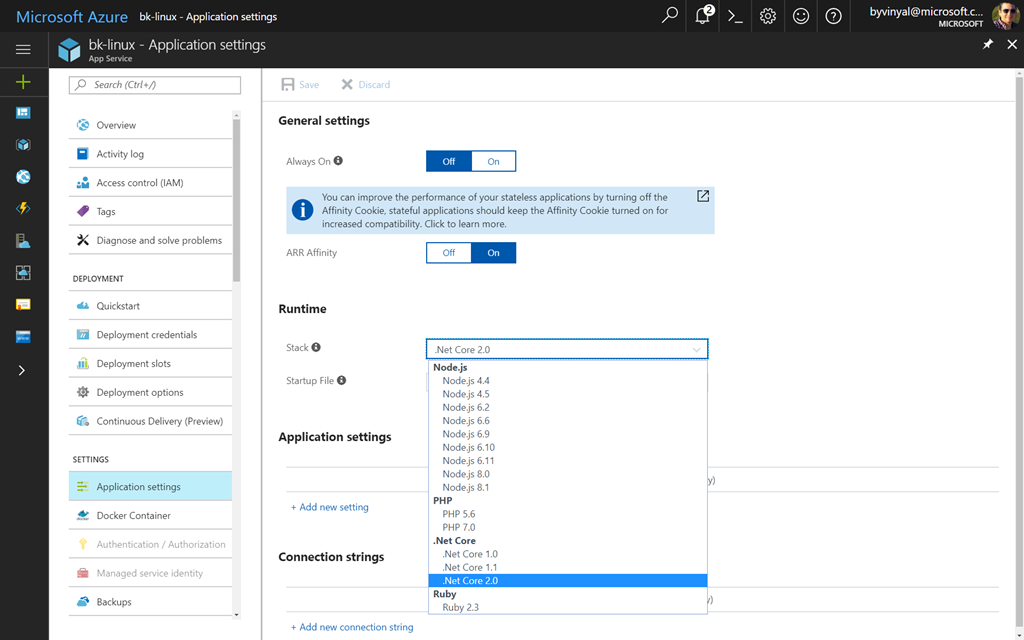 Microsoft Azure bk-linux - Application settings
2
byvinyal@microsoft.c...
MICROSOFT
bk-linux - Application settings
App Service
Search (Ctrl+/)
Overview
Activity log
Access control (IAM)
Tags
Diagnose and solve problems
DEPLOYMENT
Quickstart
Deployment credentials
Deployment slots
Deployment options
Continuous Delivery (Preview)
SETTINGS
Application settings
Docker Container
Authentication / Authorization
Managed service identity
Backups
Save Discard
General settings
Always On Off On
You can improve the performance of your stateless applications by turning off the
Affinity Cookie, stateful applications should keep the Affinity Cookie turned on for
increased compatibility. Click to learn more.
ARR Affinity Off On
Runtime
Stack .Net Core 2.0
Startup File
Node.js
Node.js 4.4
Node.js 4.5
Node.js 6.2
Node.js 6.6
Node.js 6.9
Node.js 6.10
Node.js 6.11
Node.js 8.0
Node.js 8.1
PHP
PHP 5.6
PHP 7.0
.Net Core
.Net Core 1.0
.Net Core 1.1
.Net Core 2.0
Ruby
Ruby 2.3
Application settings
y)
+ Add new setting
Connection strings
+ Add new connection string